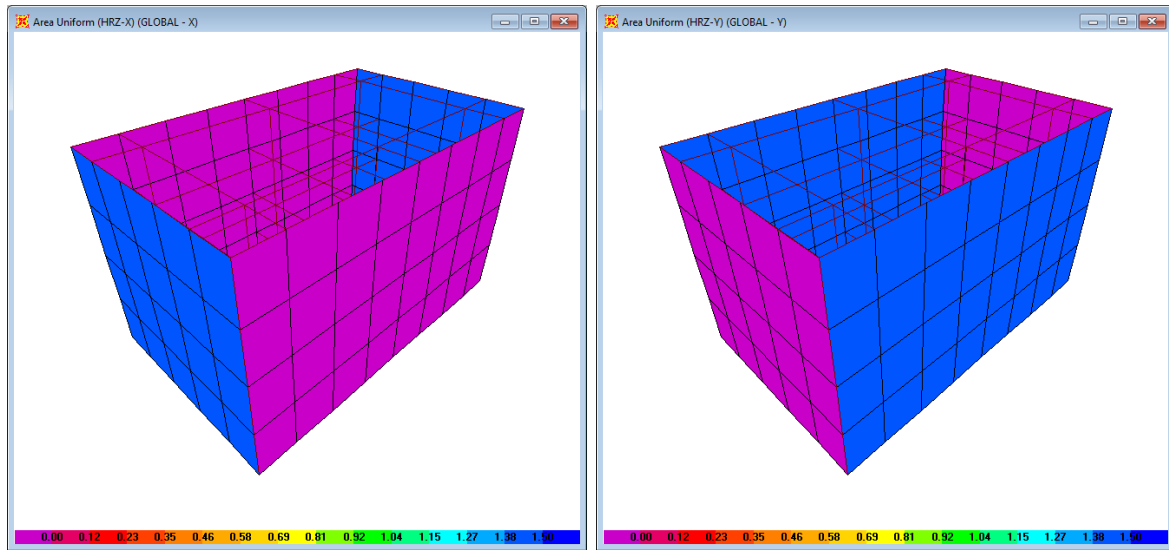 Area Uniform (HRZ-X) (GLOBAL - X)
Area Uniform (HRZ-Y) (GLOBAL - Y)
0.00 0.12 0.23 0.35 0.46 0.58 0.69 0.81 0.92 1.04 1.15 1.27 1.38 1.50
0.00 0.12 0.23 0.35 0.46 0.58 0.69 0.81 0.92 1.04 1.15 1.27 1.38 1.50